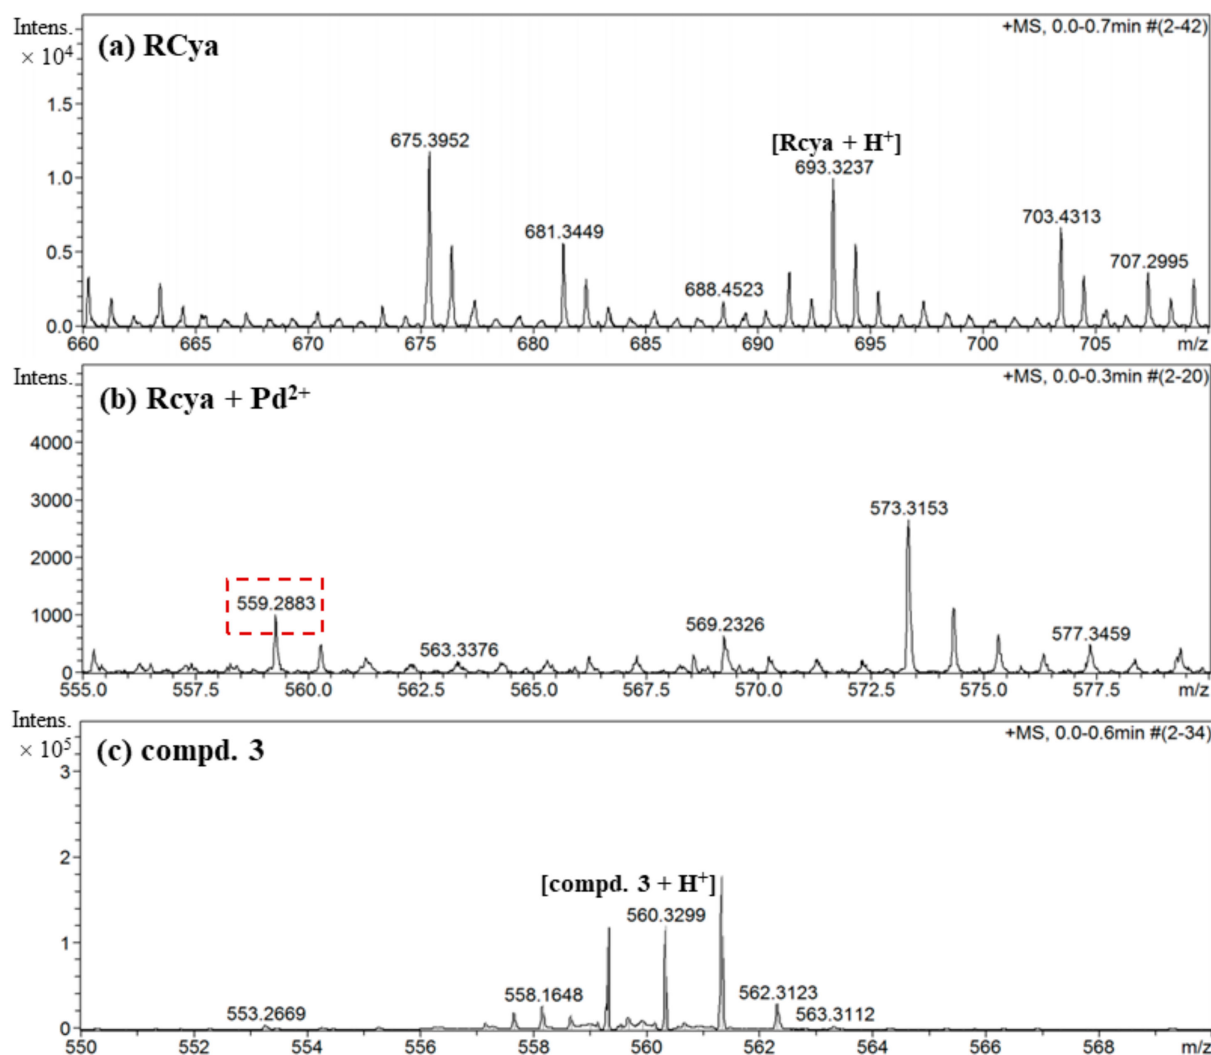 Intens.
× 10⁴
(a) RCya
+MS, 0.0-0.7min #(2-42)
1.5
1.0
0.5
0.0
675.3952
681.3449
688.4523
[Rcya + H⁺]
693.3237
703.4313
707.2995
660 665 670 675 680 685 690 695 700 705 m/z
Intens.
(b) Rcya + Pd²⁺
+MS, 0.0-0.3min #(2-20)
4000
3000
2000
1000
0
559.2883
563.3376
569.2326
573.3153
577.3459
555.0 557.5 560.0 562.5 565.0 567.5 570.0 572.5 575.0 577.5 m/z
Intens.
× 10⁵
(c) compd. 3
+MS, 0.0-0.6min #(2-34)
3
2
1
0
553.2669
558.1648
[compd. 3 + H⁺]
560.3299
562.3123
563.3112
550 552 554 556 558 560 562 564 566 568 m/z